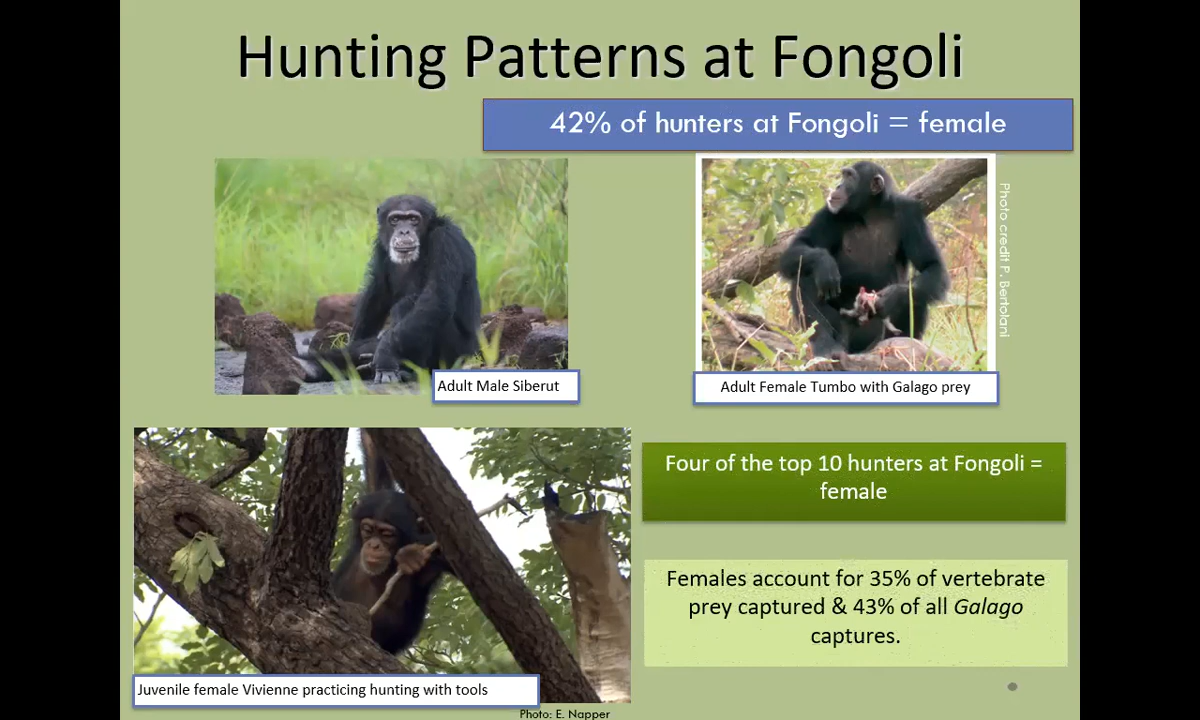 Hunting Patterns at Fongoli
42% of hunters at Fongoli = female
Photo credit P. Bertolani
Adult Male Siberut
Adult Female Tumbo with Galago prey
Four of the top 10 hunters at Fongoli =
female
Females account for 35% of vertebrate
prey captured & 43% of all Galago
captures.
Juvenile female Vivienne practicing hunting with tools
Photo: E. Napper